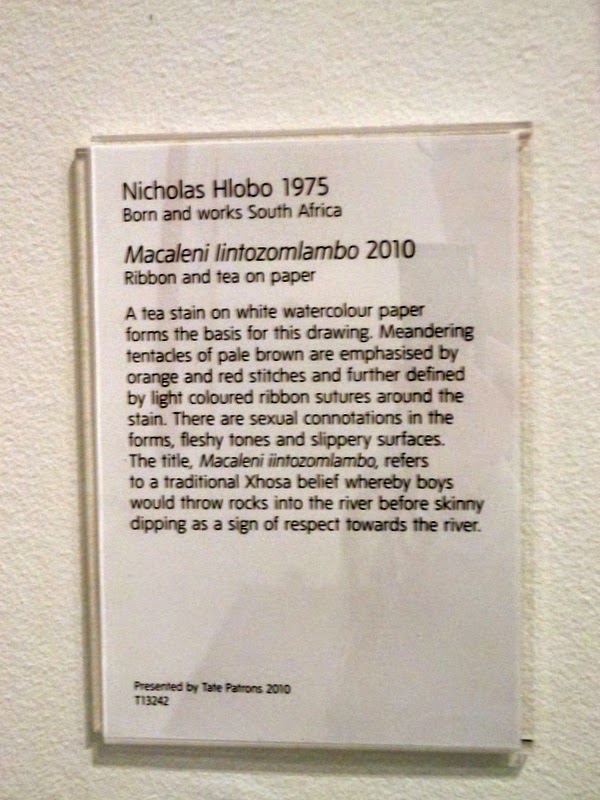 Nicholas Hlobo 1975
Born and works South Africa
Macaleni Iintozomlambo 2010
Ribbon and tea on paper
A tea stain on white watercolour paper
forms the basis for this drawing. Meandering
tentacles of pale brown are emphasised by
orange and red stitches and further defined
by light coloured ribbon sutures around the
stain. There are sexual connotations in the
forms, fleshy tones and slippery surfaces.
The title, Macaleni iintozomlambo, refers
to a traditional Xhosa belief whereby boys
would throw rocks into the river before skinny
dipping as a sign of respect towards the river.
Presented by Tate Patrons 2010
T13242